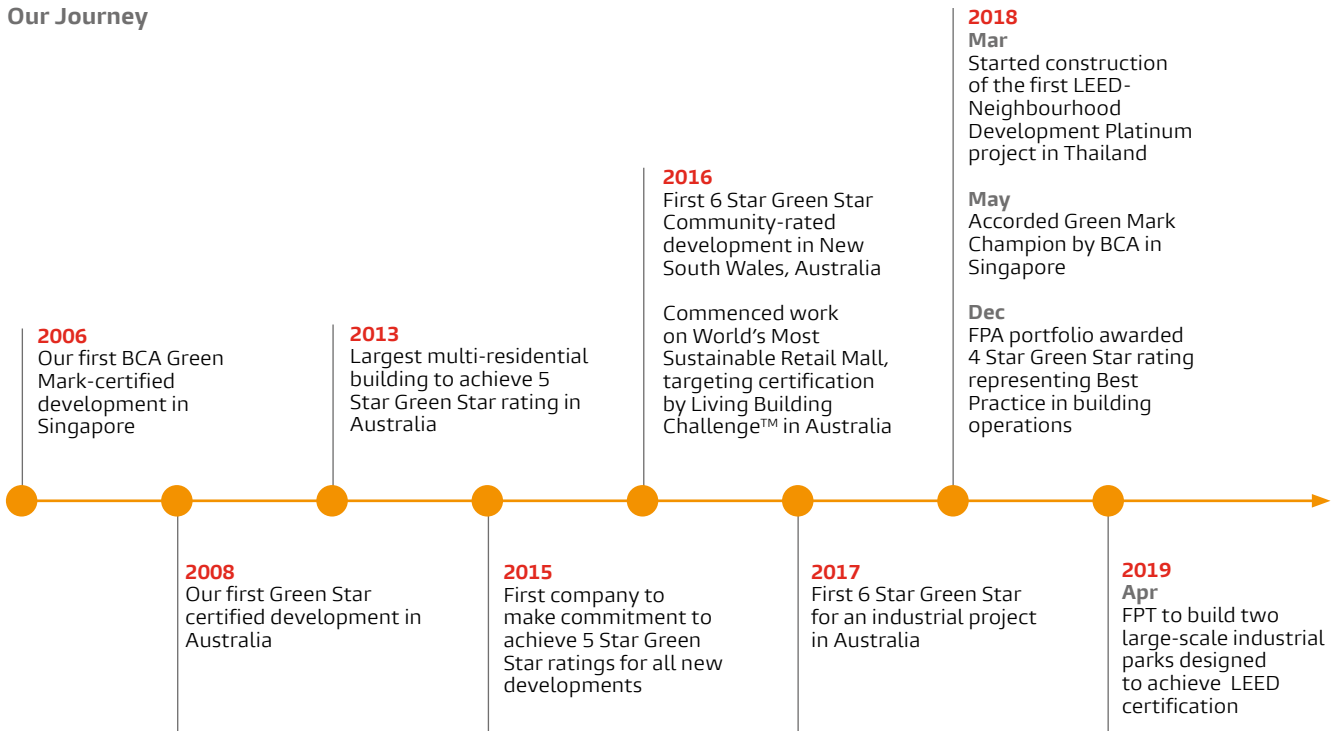 Our Journey
2006
Our first BCA Green
Mark-certified
development in
Singapore
2008
Our first Green Star
certified development in
Australia
2013
Largest multi-residential
building to achieve 5
Star Green Star rating in
Australia
2015
First company to
make commitment to
achieve 5 Star Green
Star ratings for all new
developments
2016
First 6 Star Green Star
Community-rated
development in New
South Wales, Australia
Commenced work
on World’s Most
Sustainable Retail Mall,
targeting certification
by Living Building
Challenge™ in Australia
2017
First 6 Star Green Star
for an industrial project
in Australia
2018
Mar
Started construction
of the first LEED-
Neighbourhood
Development Platinum
project in Thailand
May
Accorded Green Mark
Champion by BCA in
Singapore
Dec
FPA portfolio awarded
4 Star Green Star rating
representing Best
Practice in building
operations
2019
Apr
FPT to build two
large-scale industrial
parks designed
to achieve LEED
certification